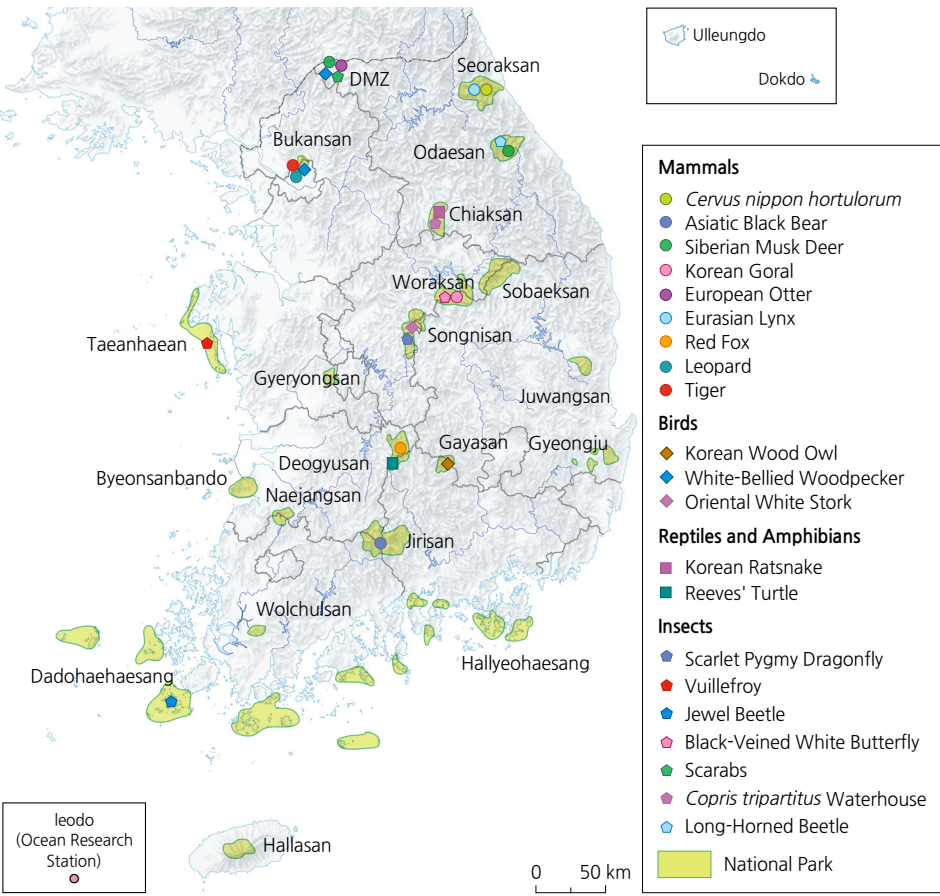 Ulleungdo
Dokdo
DMZ
Seoraksan
Bukansan
Odaesan
Chiaksan
Woraksan
Sobaeksan
Songnisan
Taeanhaean
Gyeryongsan
Juwangsan
Gayasan
Gyeongju
Deogyusan
Byeonsanbando
Naejangsan
Jirisan
Wolchulsan
Hallyeohaesang
Dadohaehaesang
Hallasan
Ieodo
(Ocean Research
Station)
0 50 km
Mammals
Cervus nippon hortulorum
Asiatic Black Bear
Siberian Musk Deer
Korean Goral
European Otter
Eurasian Lynx
Red Fox
Leopard
Tiger
Birds
Korean Wood Owl
White-Bellied Woodpecker
Oriental White Stork
Reptiles and Amphibians
Korean Ratsnake
Reeves' Turtle
Insects
Scarlet Pygmy Dragonfly
Vuillefroy
Jewel Beetle
Black-Veined White Butterfly
Scarabs
Copris tripartitus Waterhouse
Long-Horned Beetle
National Park